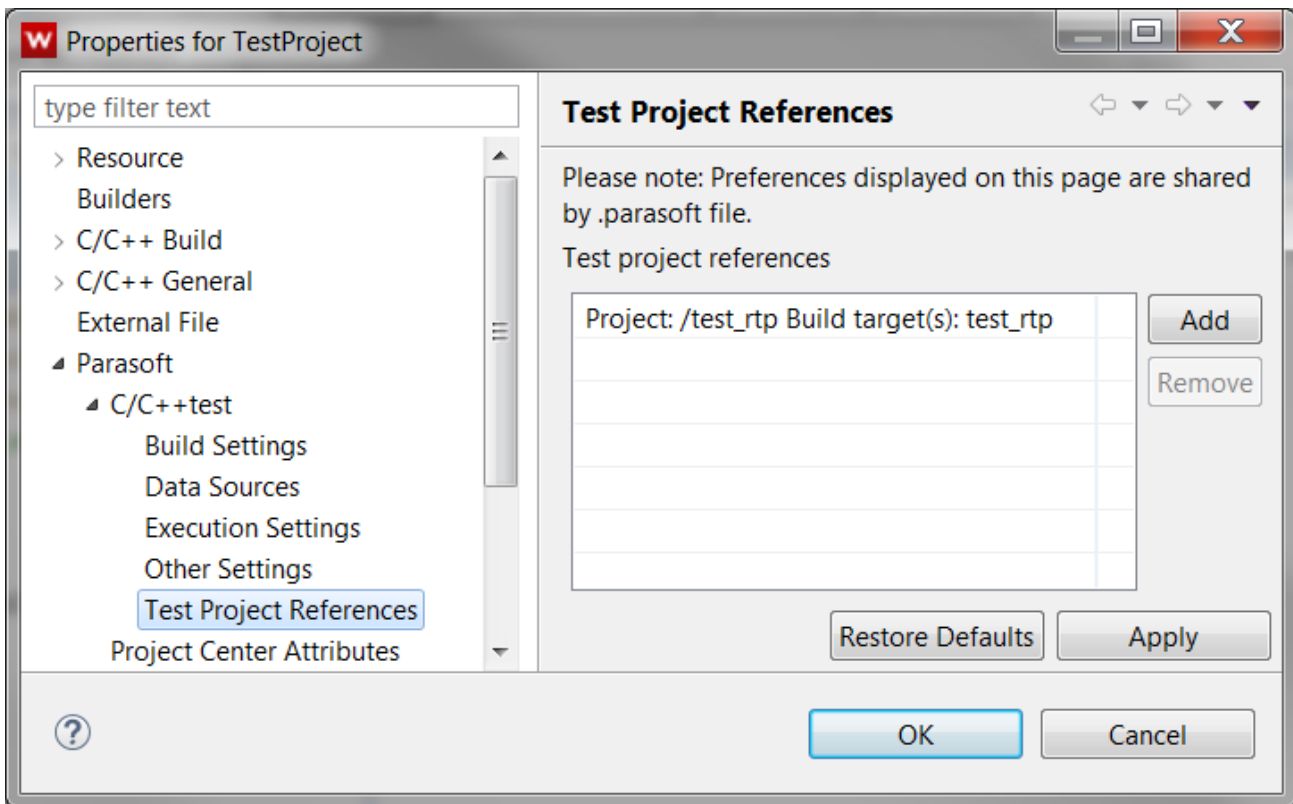 W Properties for TestProject
type filter text
Resource
Builders
C/C++ Build
C/C++ General
External File
Parasoft
C/C++test
Build Settings
Data Sources
Execution Settings
Other Settings
Test Project References
Project Center Attributes
Test Project References
Please note: Preferences displayed on this page are shared
by .parasoft file.
Test project references
Project: /test_rtp Build target(s): test_rtp
Add
Remove
Restore Defaults
Apply
?
OK
Cancel